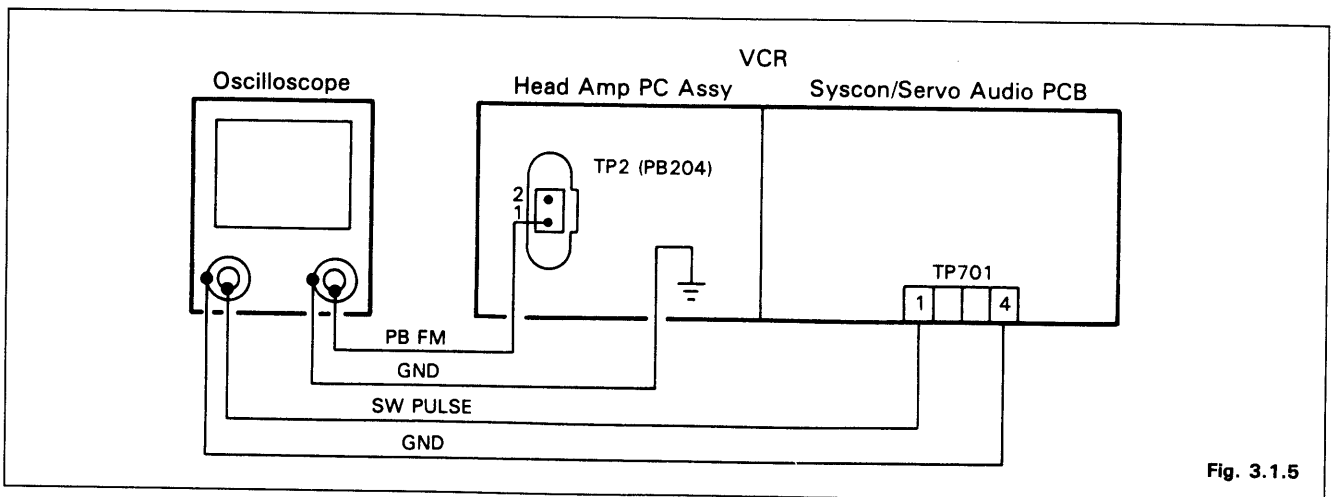 VCR
Oscilloscope
Head Amp PC Assy
Syscon/Servo Audio PCB
TP2 (PB204)
2
1
TP701
1 4
PB FM
GND
SW PULSE
GND
Fig. 3.1.5